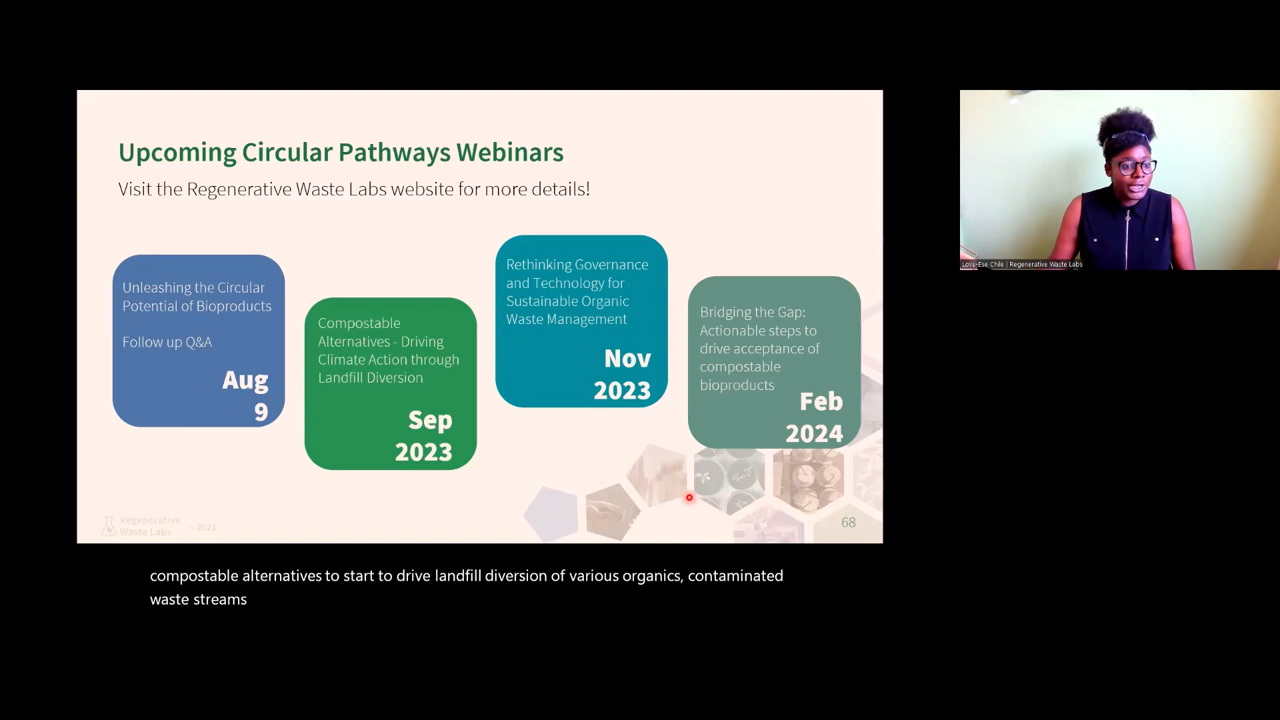 Upcoming Circular Pathways Webinars
Visit the Regenerative Waste Labs website for more details!
Unleashing the Circular
Potential of Bioproducts
Follow up Q&A
Aug
9
Compostable
Alternatives - Driving
Climate Action through
Landfill Diversion
Sep
2023
Rethinking Governance
and Technology for
Sustainable Organic
Waste Management
Nov
2023
Bridging the Gap:
Actionable steps to
drive acceptance of
compostable
bioproducts
Feb
2024
Regenerative
Waste Labs
© 2023
68
Love-Ese Chile | Regenerative Waste Labs
compostable alternatives to start to drive landfill diversion of various organics, contaminated
waste streams